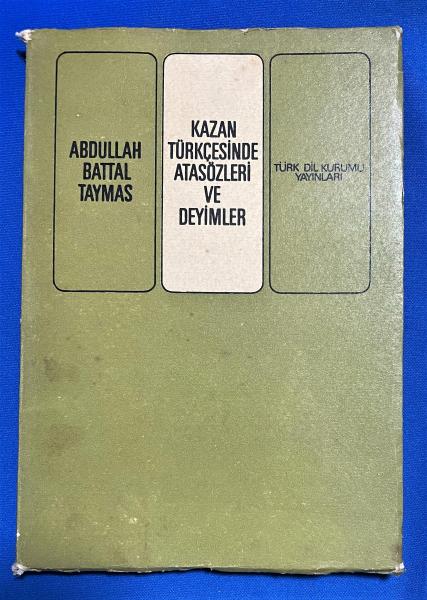 ABDULLAH
BATTAL
TAYMAS
KAZAN
TÜRKÇESİNDE
ATASÖZLERİ
VE
DEYİMLER
TÜRK DİL KURUMU
YAYINLARI